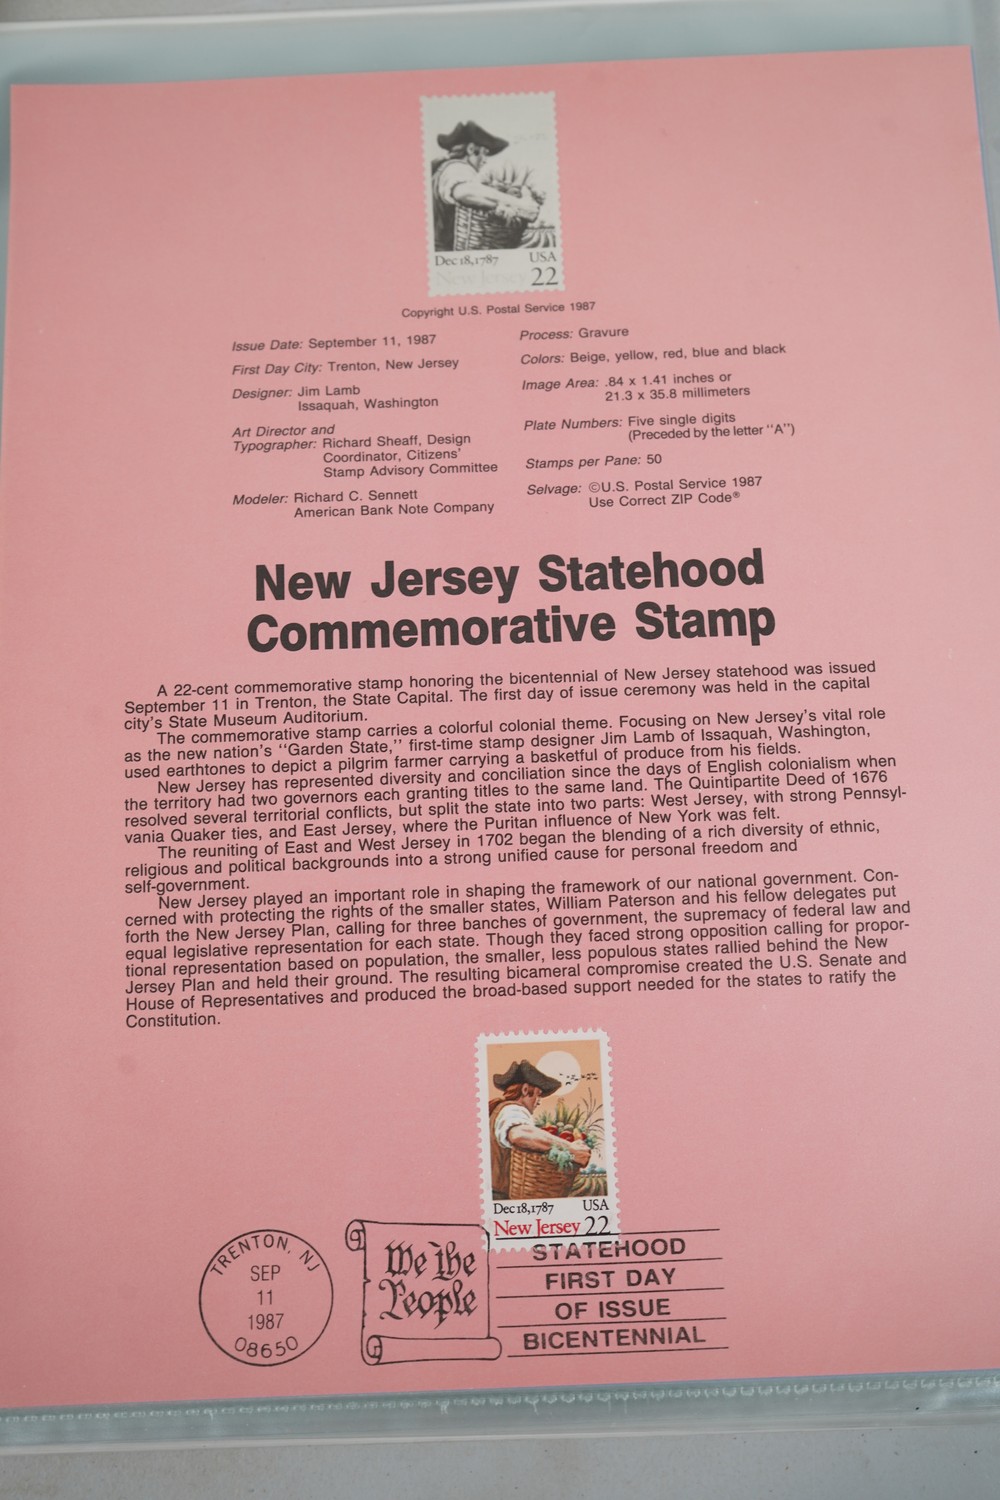 Dec 18, 1787 USA
New Jersey 22
Copyright U.S. Postal Service 1987
Issue Date: September 11, 1987
First Day City: Trenton, New Jersey
Designer: Jim Lamb
Issaquah, Washington
Art Director and
Typographer: Richard Sheaff, Design
Coordinator, Citizens'
Stamp Advisory Committee
Modeler: Richard C. Sennett
American Bank Note Company
Process: Gravure
Colors: Beige, yellow, red, blue and black
Image Area: .84 x 1.41 inches or
21.3 x 35.8 millimeters
Plate Numbers: Five single digits
(Preceded by the letter "A")
Stamps per Pane: 50
Selvage: ©U.S. Postal Service 1987
Use Correct ZIP Code®
New Jersey Statehood
Commemorative Stamp
A 22-cent commemorative stamp honoring the bicentennial of New Jersey statehood was issued
September 11 in Trenton, the State Capital. The first day of issue ceremony was held in the capital
city's State Museum Auditorium.
The commemorative stamp carries a colorful colonial theme. Focusing on New Jersey's vital role
as the new nation's "Garden State," first-time stamp designer Jim Lamb of Issaquah, Washington,
used earthtones to depict a pilgrim farmer carrying a basketful of produce from his fields.
New Jersey has represented diversity and conciliation since the days of English colonialism when
the territory had two governors each granting titles to the same land. The Quintipartite Deed of 1676
resolved several territorial conflicts, but split the state into two parts: West Jersey, with strong Pennsyl-
vania Quaker ties, and East Jersey, where the Puritan influence of New York was felt.
The reuniting of East and West Jersey in 1702 began the blending of a rich diversity of ethnic,
religious and political backgrounds into a strong unified cause for personal freedom and
self-government.
New Jersey played an important role in shaping the framework of our national government. Con-
cerned with protecting the rights of the smaller states, William Paterson and his fellow delegates put
forth the New Jersey Plan, calling for three branches of government, the supremacy of federal law and
equal legislative representation for each state. Though they faced strong opposition calling for propor-
tional representation based on population, the smaller, less populous states rallied behind the New
Jersey Plan and held their ground. The resulting bicameral compromise created the U.S. Senate and
House of Representatives and produced the broad-based support needed for the states to ratify the
Constitution.
Dec 18, 1787 USA
New Jersey 22
TRENTON, NJ
SEP
11
1987
08650
We the
People
STATEHOOD
FIRST DAY
OF ISSUE
BICENTENNIAL